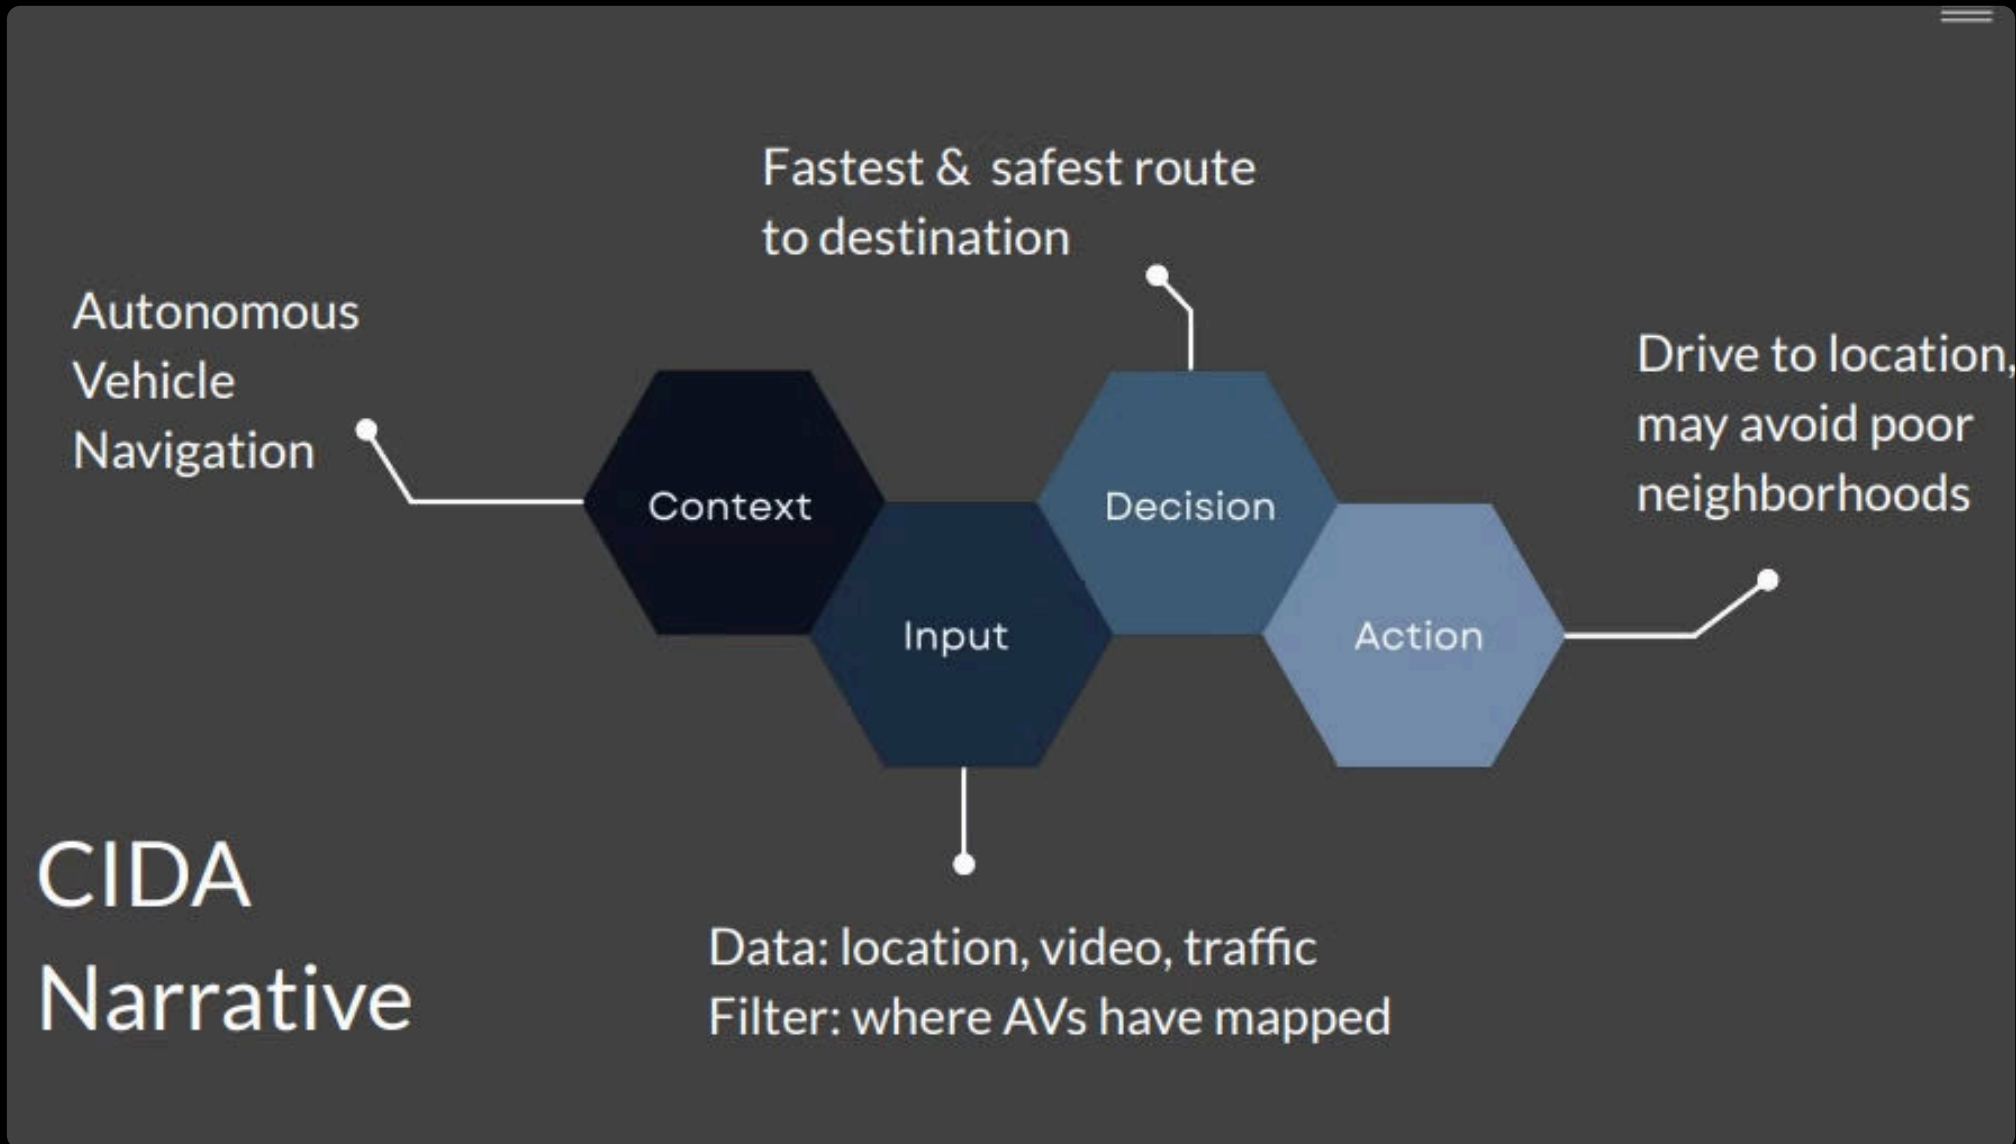 Fastest & safest route
to destination
Autonomous
Vehicle
Navigation
Drive to location,
may avoid poor
neighborhoods
Context
Decision
Input
Action
CIDA
Narrative
Data: location, video, traffic
Filter: where AVs have mapped